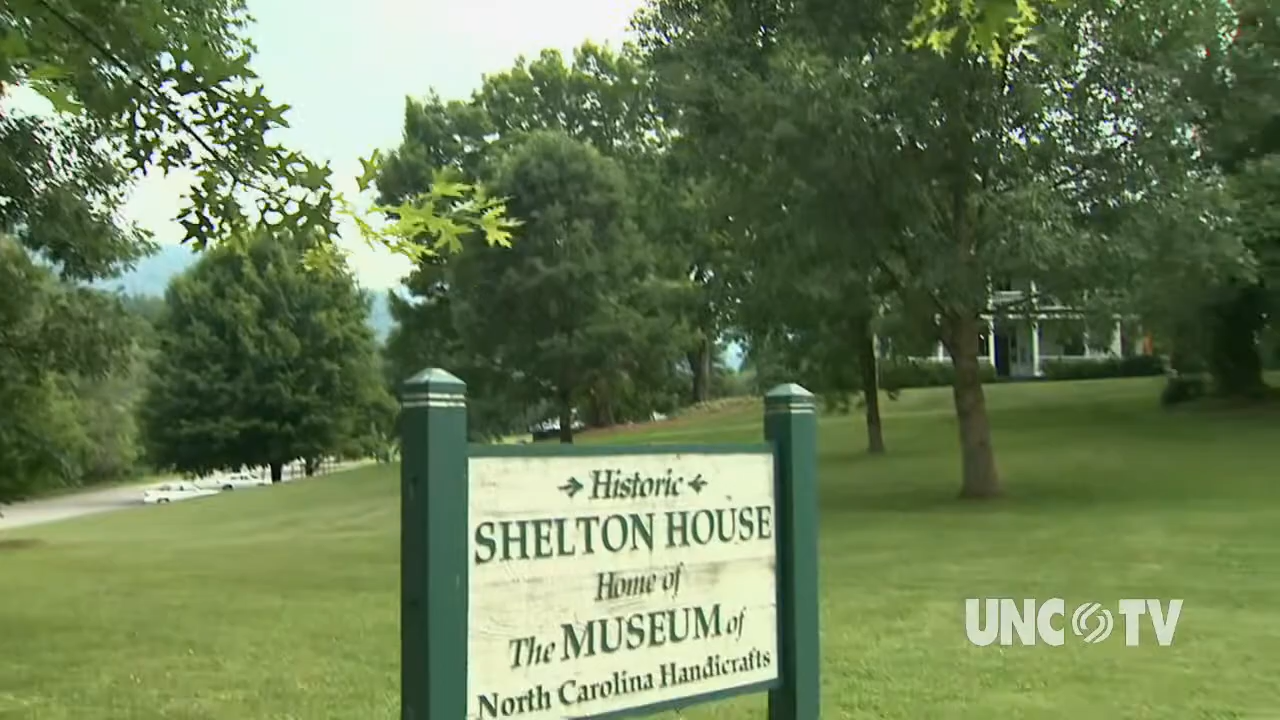 Historic
SHELTON HOUSE
Home of
The MUSEUM of
North Carolina Handicrafts
UNC TV